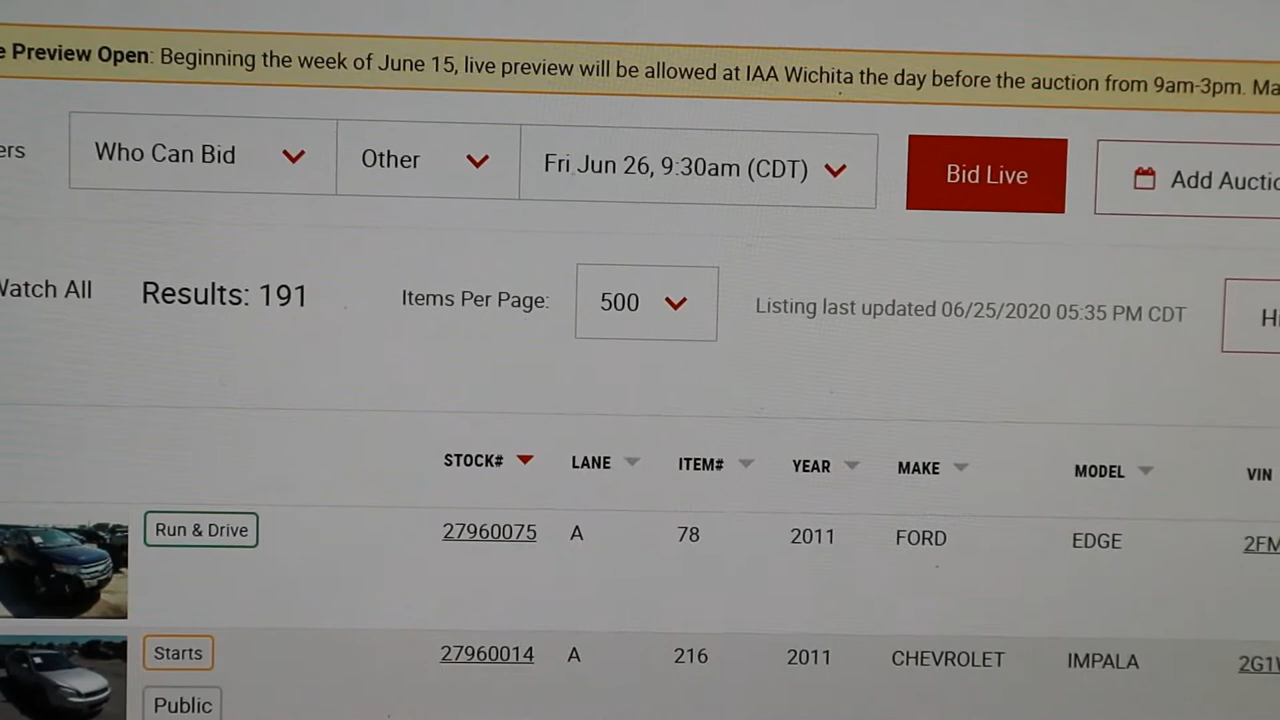 Preview Open: Beginning the week of June 15, live preview will be allowed at IAA Wichita the day before the auction from 9am-3pm.
Who Can Bid Other Fri Jun 26, 9:30am (CDT) Bid Live Add
All Results: 191 Items Per Page: 500 Listing last updated 06/25/2020 05:35 PM CDT
STOCK# LANE ITEM# YEAR MAKE MODEL VIN
Run & Drive 27960075 A 78 2011 FORD EDGE 2FM
Starts 27960014 A 216 2011 CHEVROLET IMPALA 2G1
Public